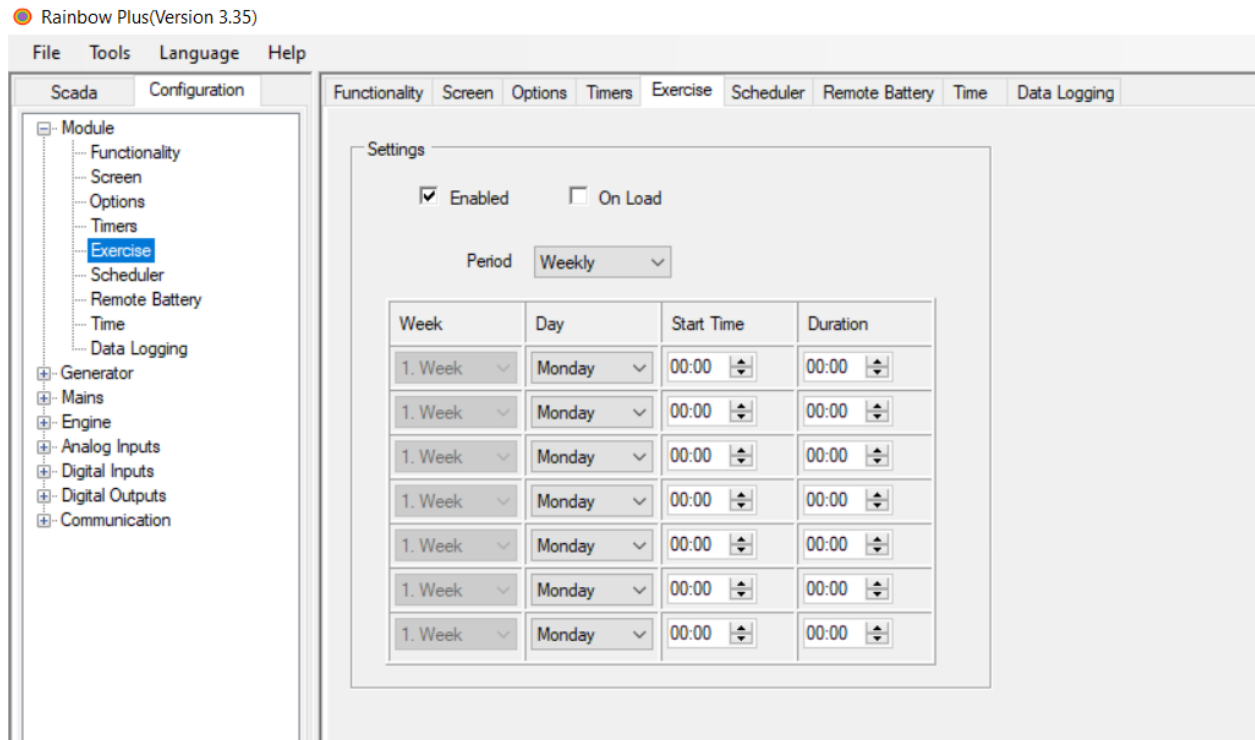 Rainbow Plus(Version 3.35)
File Tools Language Help
Scada Configuration
Module
Functionality
Screen
Options
Timers
Exercise
Scheduler
Remote Battery
Time
Data Logging
Generator
Mains
Engine
Analog Inputs
Digital Inputs
Digital Outputs
Communication
Functionality Screen Options Timers Exercise Scheduler Remote Battery Time Data Logging
Settings
Enabled On Load
Period Weekly
Week Day Start Time Duration
1. Week Monday 00:00 00:00
1. Week Monday 00:00 00:00
1. Week Monday 00:00 00:00
1. Week Monday 00:00 00:00
1. Week Monday 00:00 00:00
1. Week Monday 00:00 00:00
1. Week Monday 00:00 00:00